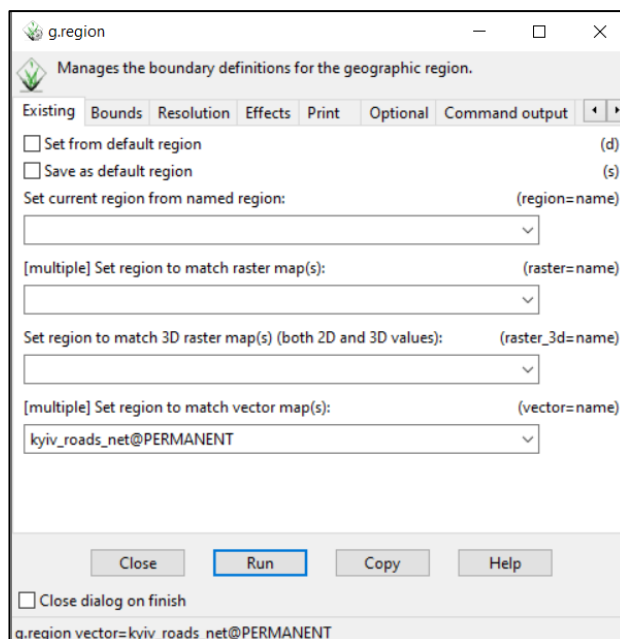 g.region
Manages the boundary definitions for the geographic region.
Existing Bounds Resolution Effects Print Optional Command output
Set from default region (d)
Save as default region (s)
Set current region from named region: (region=name)
[multiple] Set region to match raster map(s): (raster=name)
Set region to match 3D raster map(s) (both 2D and 3D values): (raster_3d=name)
[multiple] Set region to match vector map(s): (vector=name)
kyiv_roads_net@PERMANENT
Close Run Copy Help
Close dialog on finish
g.region vector=kyiv_roads_net@PERMANENT